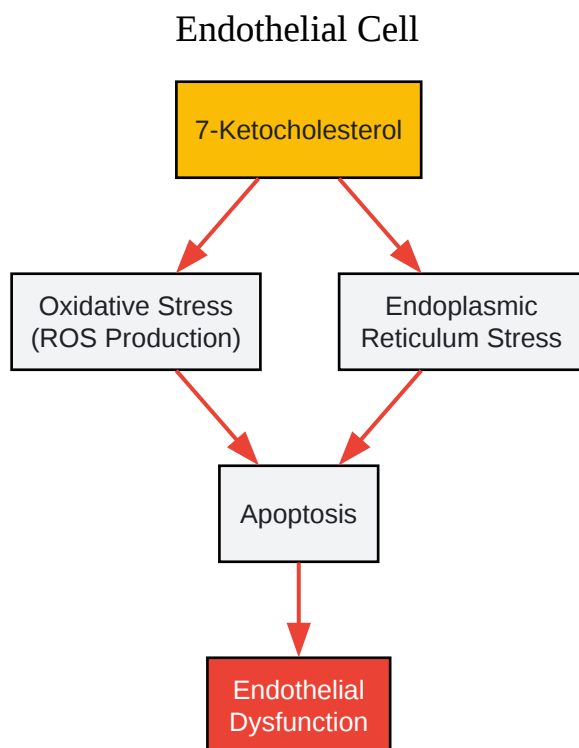 Endothelial Cell
7-Ketocholesterol
Oxidative Stress
(ROS Production)
Endoplasmic
Reticulum Stress
Apoptosis
Endothelial
Dysfunction